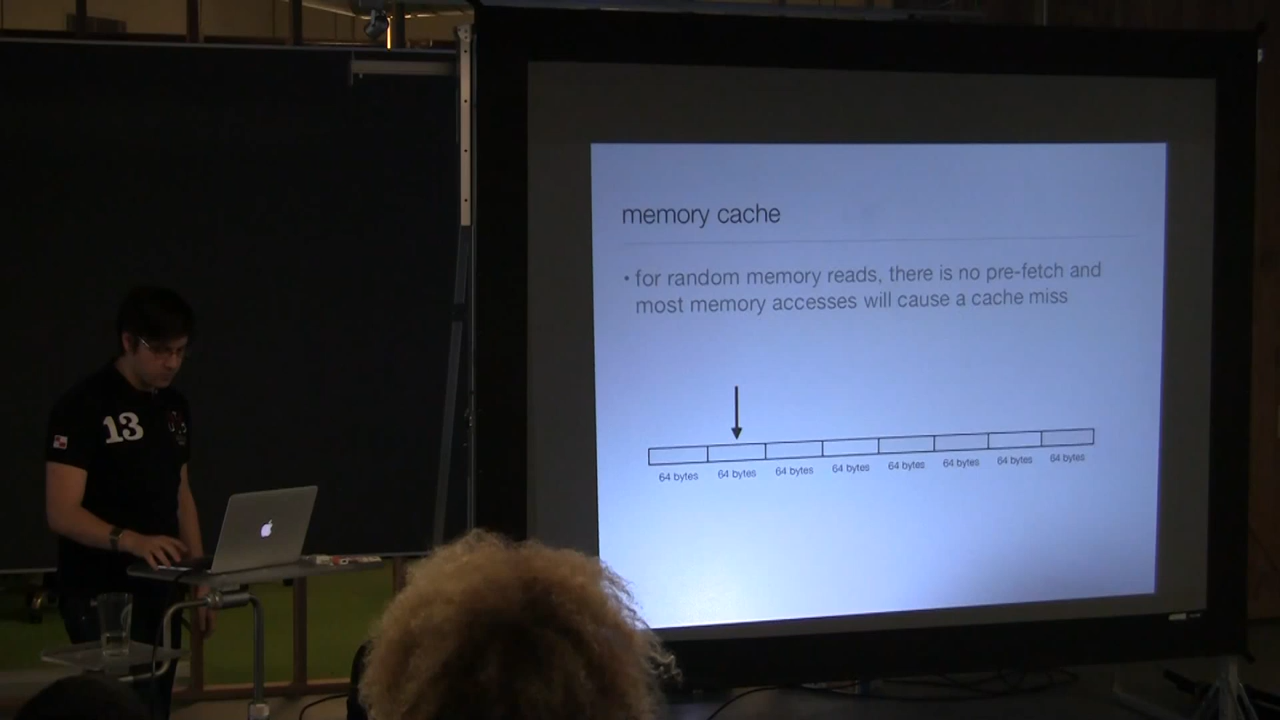 memory cache
• for random memory reads, there is no pre-fetch and
most memory accesses will cause a cache miss
64 bytes 64 bytes 64 bytes 64 bytes 64 bytes 64 bytes 64 bytes 64 bytes
13